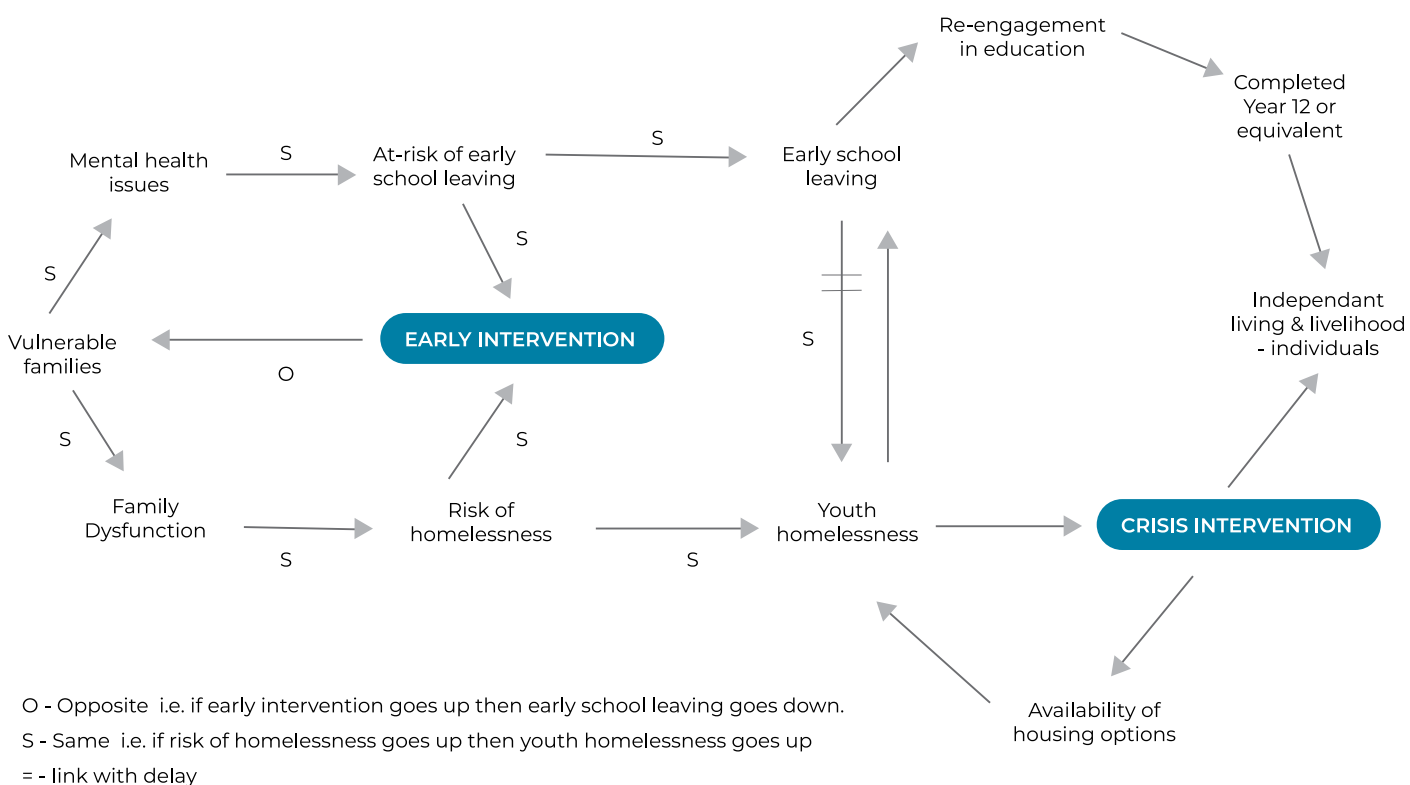 Re-engagement
in education
Completed
Year 12 or
equivalent
Mental health
issues
S
At-risk of early
school leaving
S
Early school
leaving
S
S
Independant
living & livelihood
- individuals
Vulnerable
families
EARLY INTERVENTION
S
O
S
S
Family
Dysfunction
S
Risk of
homelessness
S
Youth
homelessness
CRISIS INTERVENTION
Availability of
housing options
O - Opposite i.e. if early intervention goes up then early school leaving goes down.
S - Same i.e. if risk of homelessness goes up then youth homelessness goes up
= - link with delay